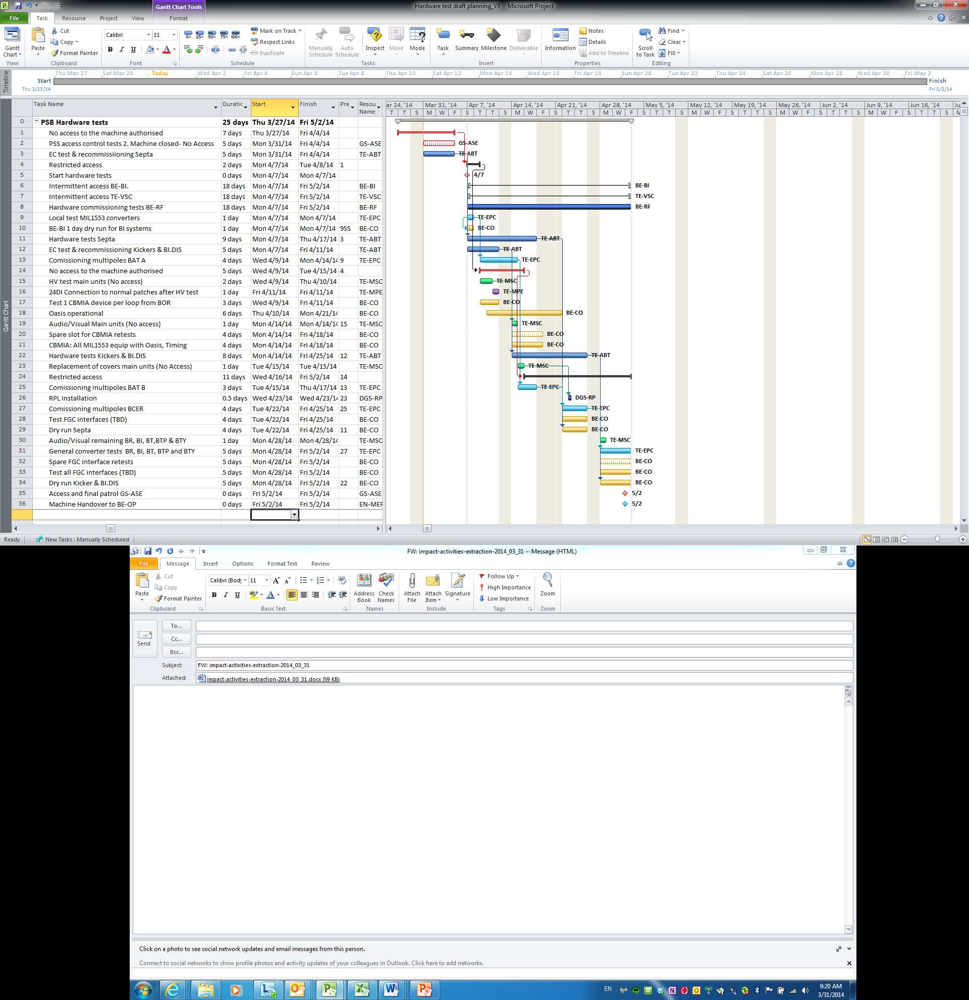 Gantt Chart Tools
Hardware test draft planning_V3 - Microsoft Project
File Task Resource Project View Format
Gantt Chart
View
Paste
Cut
Copy
Format Painter
Clipboard
Calibri 11
B I U A
Font
0% 25% 50% 75% 100%
Mark on Track
Respect Links
Inactivate
Schedule
Manually Schedule
Auto Schedule
Inspect
Move
Mode
Tasks
Task
Summary
Milestone
Deliverable
Insert
Information
Notes
Details
Add to Timeline
Properties
Scroll to Task
Find
Clear
Fill
Editing
Timeline
Thu Mar 27 Sat Mar 29 Today Wed Apr 2 Fri Apr 4 Sun Apr 6 Tue Apr 8 Thu Apr 10 Sat Apr 12 Mon Apr 14 Wed Apr 16 Fri Apr 18 Sun Apr 20 Tue Apr 22 Thu Apr 24 Sat Apr 26 Mon Apr 28 Wed Apr 30 Fri May 2
Start
Thu 3/27/14
Finish
Fri 5/2/14
Gantt Chart
Task Name Duratic Start Finish Pre Resou Name
0 PSB Hardware tests 25 days Thu 3/27/14 Fri 5/2/14
1 No access to the machine authorised 7 days Thu 3/27/14 Fri 4/4/14
2 PSS access control tests 2. Machine closed- No Access 5 days Mon 3/31/14 Fri 4/4/14 GS-ASE
3 EC test & recommissiioning Septa 5 days Mon 3/31/14 Fri 4/4/14 TE-ABT
4 Restricted access 2 days Mon 4/7/14 Tue 4/8/14 1
5 Start hardware tests 0 days Mon 4/7/14 Mon 4/7/14
6 Intermittent access BE-BI. 18 days Mon 4/7/14 Fri 5/2/14 BE-BI
7 Intermittent access TE-VSC 18 days Mon 4/7/14 Fri 5/2/14 TE-VSC
8 Hardware commissioning tests BE-RF 18 days Mon 4/7/14 Fri 5/2/14 BE-RF
9 Local test MIL1553 converters 1 day Mon 4/7/14 Mon 4/7/14 TE-EPC
10 BE-BI 1 day dry run for BI systems 1 day Mon 4/7/14 Mon 4/7/14 9SS BE-CO
11 Hardware tests Septa 9 days Mon 4/7/14 Thu 4/17/14 3 TE-ABT
12 EC test & recommissioning Kickers & BI.DIS 5 days Mon 4/7/14 Fri 4/11/14 TE-ABT
13 Comissioning multipoles BAT A 4 days Wed 4/9/14 Mon 4/14/14 9 TE-EPC
14 No access to the machine authorised 5 days Wed 4/9/14 Tue 4/15/14 4
15 HV test main units (No access) 2 days Wed 4/9/14 Thu 4/10/14 TE-MSC
16 24DI Connection to normal patches after HV test 1 day Fri 4/11/14 Fri 4/11/14 TE-MPE
17 Test 1 CBMIA device per loop from BOR 3 days Wed 4/9/14 Fri 4/11/14 BE-CO
18 Oasis operational 6 days Thu 4/10/14 Mon 4/21/14 BE-CO
19 Audio/Visual Main units (No access) 1 day Mon 4/14/14 Mon 4/14/14 15 TE-MSC
20 Spare slot for CBMIA retests 4 days Mon 4/14/14 Fri 4/18/14 BE-CO
21 CBMIA: All MIL1553 equip with Oasis, Timing 4 days Mon 4/14/14 Fri 4/18/14 BE-CO
22 Hardware tests Kickers & BI.DIS 8 days Mon 4/14/14 Fri 4/25/14 12 TE-ABT
23 Replacement of covers main units (No Access) 1 day Tue 4/15/14 Tue 4/15/14 TE-MSC
24 Restricted access 11 days Wed 4/16/14 Fri 5/2/14 14
25 Comissioning multipoles BAT B 3 days Tue 4/15/14 Thu 4/17/14 13 TE-EPC
26 RPL installation 0.5 days Wed 4/23/14 Wed 4/23/14 23 DGS-RP
27 Comissioning multipoles BCER 4 days Tue 4/22/14 Fri 4/25/14 25 TE-EPC
28 Test FGC interfaces (TBD) 4 days Tue 4/22/14 Fri 4/25/14 BE-CO
29 Dry run Septa 4 days Tue 4/22/14 Fri 4/25/14 11 BE-CO
30 Audio/Visual remaining BR, BI, BT,BTP & BTY 1 day Mon 4/28/14 Mon 4/28/14 TE-MSC
31 General converter tests BR, BI, BT, BTP and BTY 5 days Mon 4/28/14 Fri 5/2/14 27 TE-EPC
32 Spare FGC interface retests 5 days Mon 4/28/14 Fri 5/2/14 BE-CO
33 Test all FGC interfaces (TBD) 5 days Mon 4/28/14 Fri 5/2/14 BE-CO
34 Dry run Kicker & BI.DIS 5 days Mon 4/28/14 Fri 5/2/14 22 BE-CO
35 Access and final patrol GS-ASE 0 days Fri 5/2/14 Fri 5/2/14 GS-ASE
36 Machine Handover to BE-OP 0 days Fri 5/2/14 Fri 5/2/14 EN-MEF
ar 24, '14 Mar 31, '14 Apr 7, '14 Apr 14, '14 Apr 21, '14 Apr 28, '14 May 5, '14 May 12, '14 May 19, '14 May 26, '14 Jun 2, '14 Jun 9, '14 Jun 16, '14 Ju
T T S M W F S T T S M W F S T T S M W F S T T S M W F S T T S M W F S T T S M W F S T T S M
GS-ASE
TE-ABT
4/7
BE-BI
TE-VSC
BE-RF
TE-EPC
BE-CO
TE-ABT
TE-ABT
TE-EPC
TE-MSC
TE-MPE
BE-CO
BE-CO
TE-MSC
BE-CO
BE-CO
TE-ABT
TE-MSC
TE-EPC
DGS-RP
TE-EPC
BE-CO
BE-CO
TE-MSC
TE-EPC
BE-CO
BE-CO
BE-CO
5/2
5/2
Ready New Tasks : Manually Scheduled
FW: impact-activities-extraction-2014_03_31 - Message (HTML)
File Message Insert Options Format Text Review
Paste
Cut
Copy
Format Painter
Clipboard
Calibri (Body 11
B I U ab A
Basic Text
Address Book
Check Names
Names
Attach File
Attach Item
Signature
Include
Follow Up
High Importance
Low Importance
Tags
Zoom
Zoom
Send
To...
Cc...
Bcc...
Subject: FW: impact-activities-extraction-2014_03_31
Attached: impact-activities-extraction-2014_03_31.docx (59 KB)
Click on a photo to see social network updates and email messages from this person.
Connect to social networks to show profile photos and activity updates of your colleagues in Outlook. Click here to add networks.
EN
9:20 AM
3/31/2014